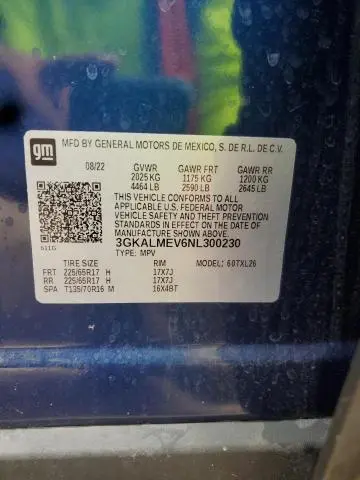 gm
MFD BY GENERAL MOTORS DE MEXICO, S. DE R.L. DE C.V.
08/22 GVWR GAWR FRT GAWR RR
2025 KG 1175 KG 1200 KG
4464 LB 2590 LB 2645 LB
THIS VEHICLE CONFORMS TO ALL
APPLICABLE U.S. FEDERAL MOTOR
VEHICLE SAFETY, BUMPER, AND THEFT
PREVENTION STANDARDS IN EFFECT ON
THE DATE OF MANUFACTURE SHOWN ABOVE.
3GKALMEV6NL300230
TYPE: MPV MODEL: 60TXL26
TIRE SIZE RIM
FRT 225/65R17 H 17X7J
RR 225/65R17 H 17X7J
SPA T135/70R16 M 16X4BT